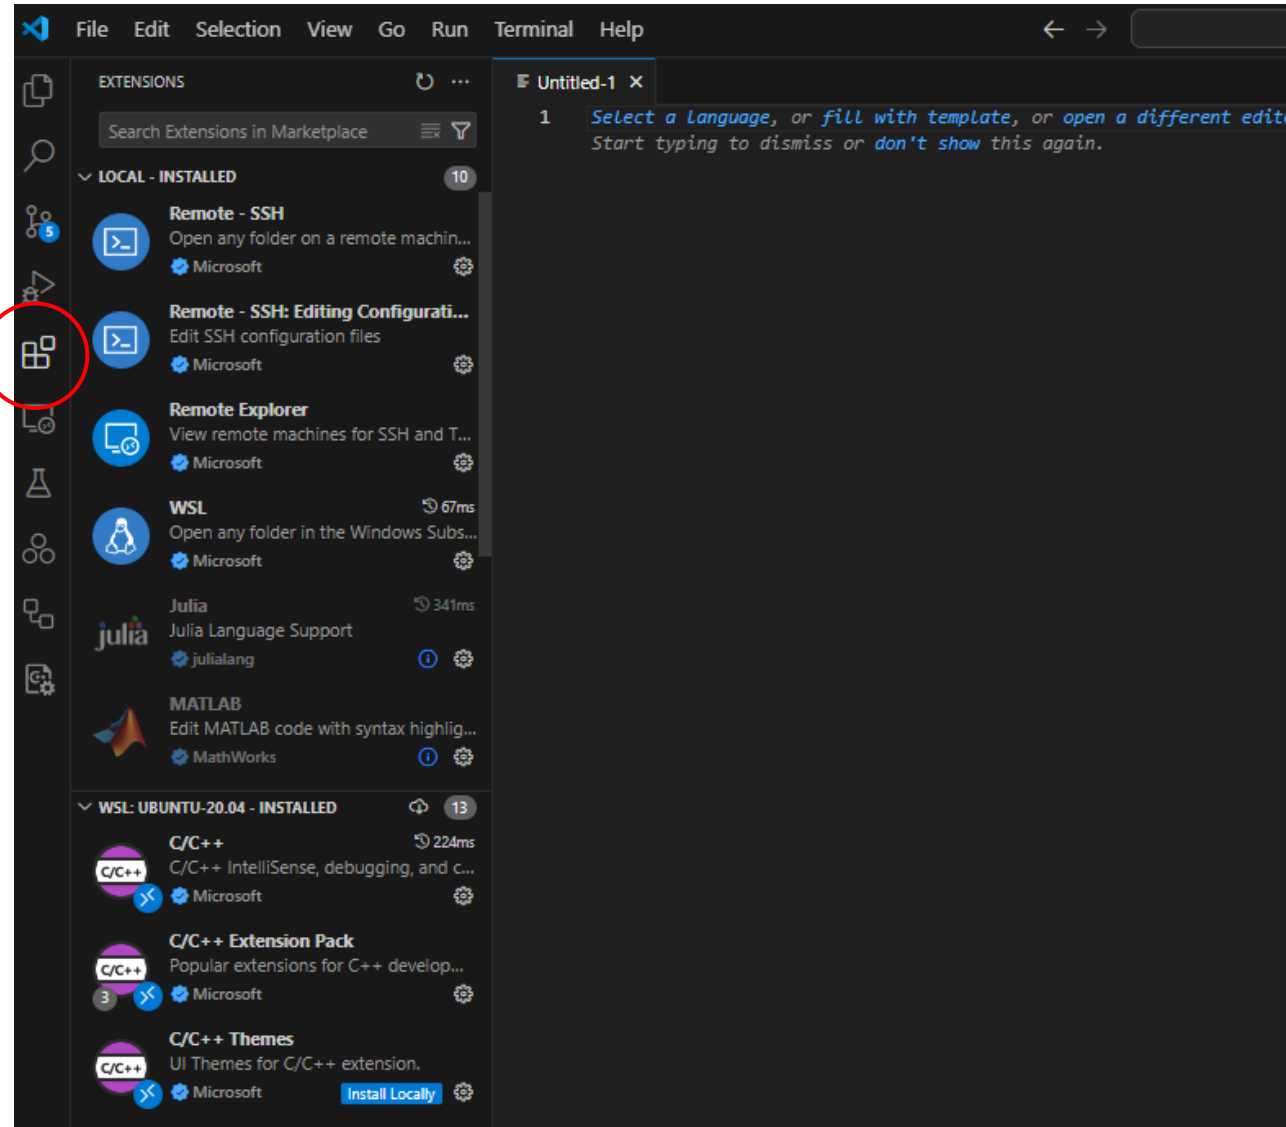 File Edit Selection View Go Run Terminal Help
EXTENSIONS
Search Extensions in Marketplace
LOCAL - INSTALLED 10
Remote - SSH
Open any folder on a remote machin...
Microsoft
Remote - SSH: Editing Configurati...
Edit SSH configuration files
Microsoft
Remote Explorer
View remote machines for SSH and T...
Microsoft
WSL 67ms
Open any folder in the Windows Subs...
Microsoft
julia
Julia 341ms
Julia Language Support
julialang
MATLAB
Edit MATLAB code with syntax highlig...
MathWorks
WSL: UBUNTU-20.04 - INSTALLED 13
C/C++
C/C++ 224ms
C/C++ IntelliSense, debugging, and c...
Microsoft
C/C++
3
C/C++ Extension Pack
Popular extensions for C++ develop...
Microsoft
C/C++
C/C++ Themes
UI Themes for C/C++ extension.
Microsoft Install Locally
5
Untitled-1
1 Select a language, or fill with template, or open a different edit
Start typing to dismiss or don't show this again.